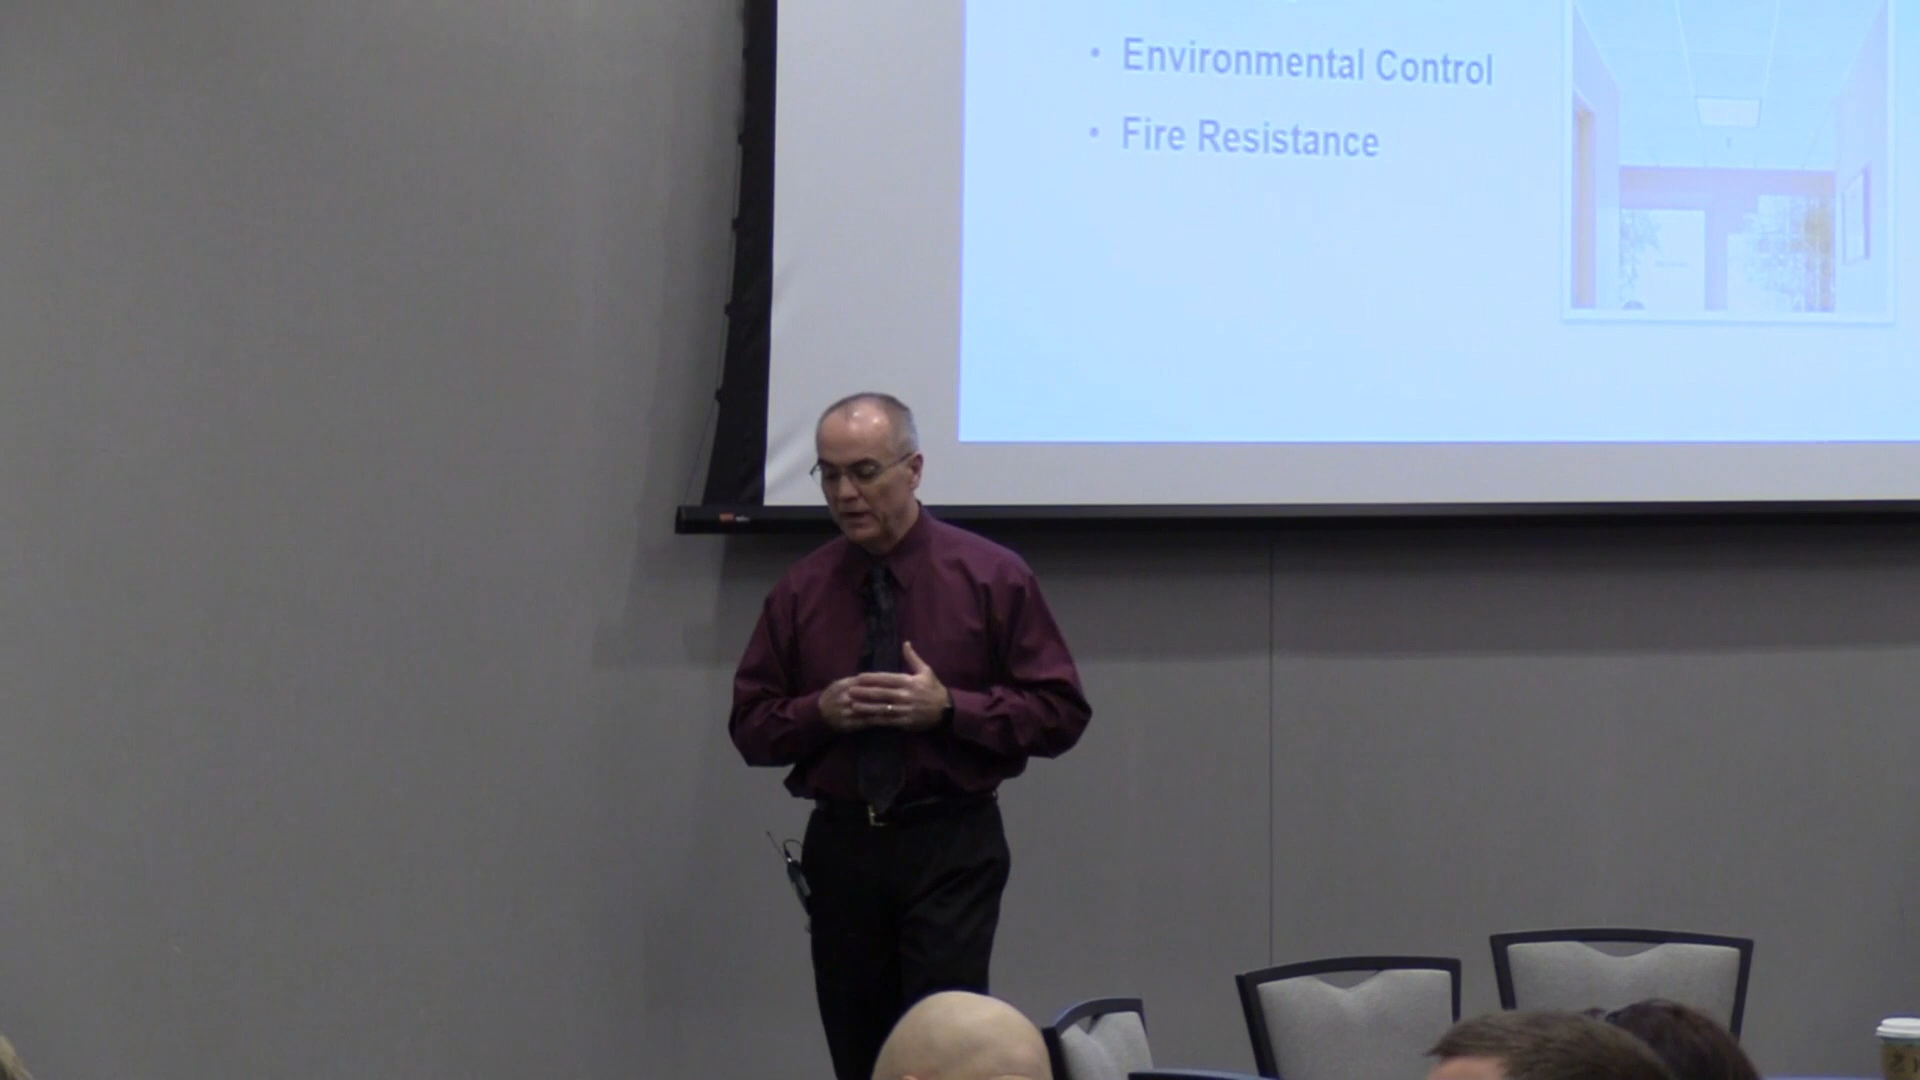 • Environmental Control
• Fire Resistance